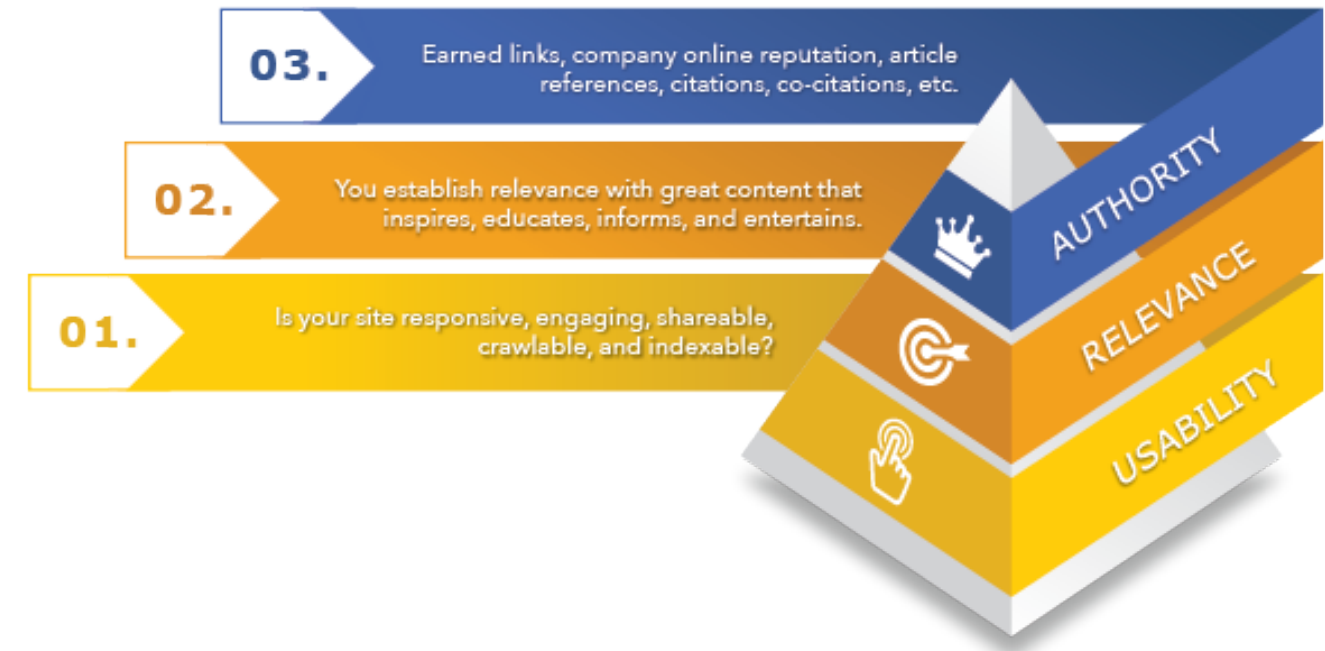 03.
Earned links, company online reputation, article
references, citations, co-citations, etc.
AUTHORITY
02.
You establish relevance with great content that
inspires, educates, informs, and entertains.
RELEVANCE
01.
Is your site responsive, engaging, shareable,
crawlable, and indexable?
USABILITY